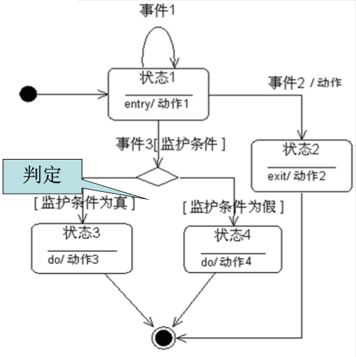 事件1
状态1
entry/动作1
事件2 /动作
事件3[监护条件]
状态2
exit/动作2
判定
[监护条件为真]
[监护条件为假]
状态3
do/动作3
状态4
do/动作4